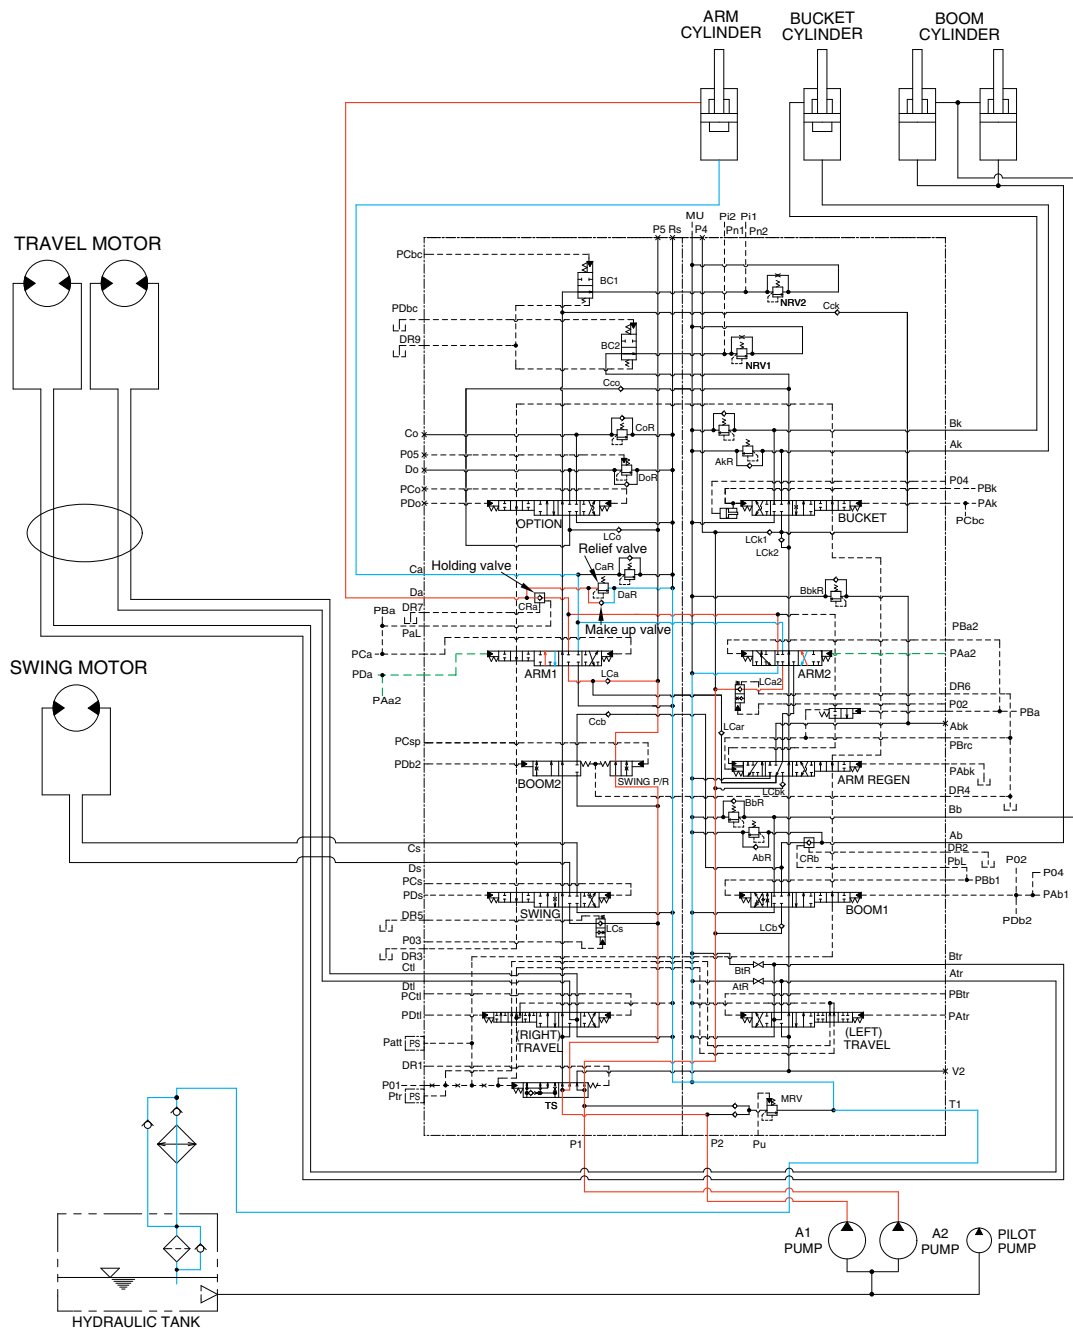 ARM
CYLINDER
BUCKET
CYLINDER
BOOM
CYLINDER
TRAVEL MOTOR
MU
Pi2
Pi1
P5
Rs
P4
Pn1
Pn2
PCbc
BC1
NRV2
Cck
PDbc
DR9
BC2
NRV1
Cco
Co
CoR
Bk
P05
Ak
Do
DoR
AkR
PCo
P04
PBk
PDo
PAk
OPTION
BUCKET
PCbc
LCo
LCk1
LCk2
Relief valve
Holding valve
Ca
CaR
Da
DaR
BbkR
DR7
CRa
PBa
Make up valve
PaL
PBa2
PCa
PAa2
PDa
ARM1
ARM2
PAa2
LCa
LCa2
DR6
P02
PBa
Ccb
LCar
Abk
PCsp
PBrc
PDb2
SWING P/R
PAbk
BOOM2
ARM REGEN
LCbk
DR4
BbR
Bb
SWING MOTOR
Cs
AbR
CRb
Ab
DR2
Ds
PbL
P02
P04
PCs
PBb1
PDs
PAb1
SWING
BOOM1
PDb2
DR5
LCs
LCb
P03
DR3
Ctl
BtR
Btr
Atr
Dtl
AtR
PCtl
PBtr
PDtl
PAtr
(RIGHT)
TRAVEL
(LEFT)
TRAVEL
Patt
PS
DR1
V2
P01
Ptr
PS
TS
MRV
T1
P1
P2
Pu
A1
PUMP
A2
PUMP
PILOT
PUMP
HYDRAULIC TANK